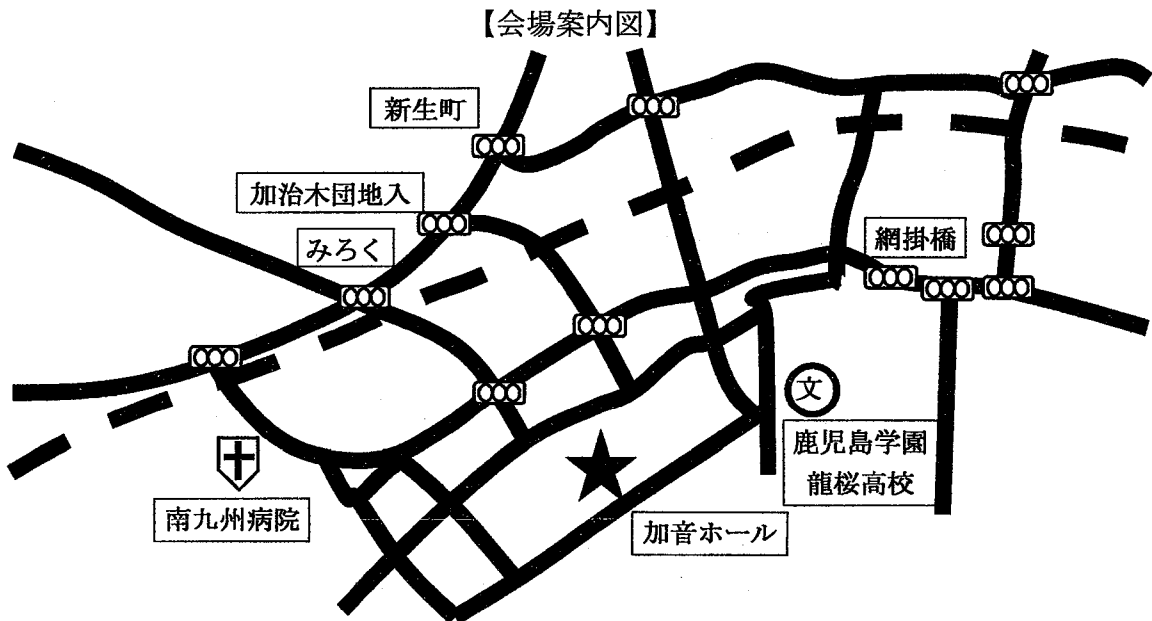 【会場案内図】
新生町
加治木団地入
みろく
網掛橋
文
鹿児島学園
龍桜高校
南九州病院
加音ホール